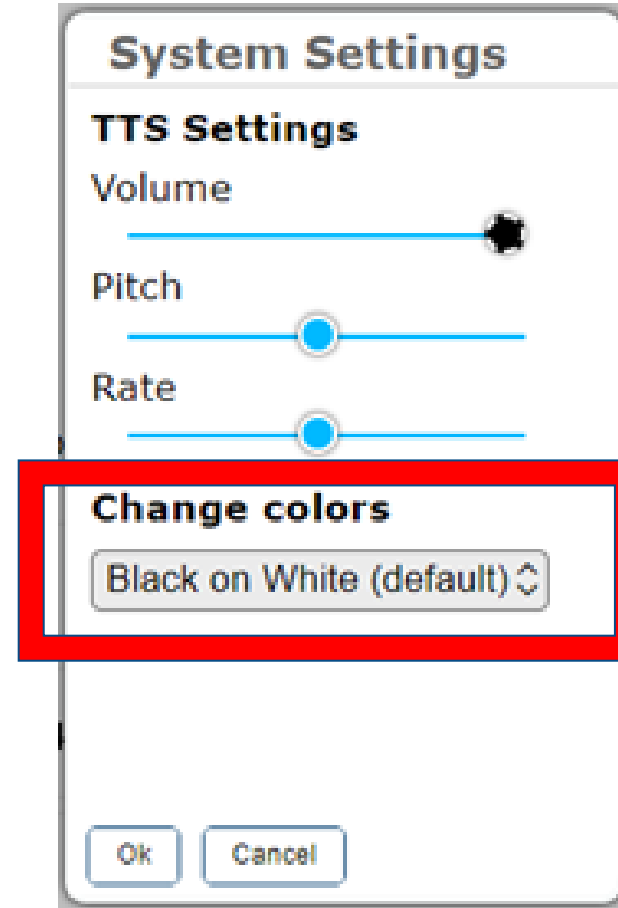 System Settings
TTS Settings
Volume
Pitch
Rate
Change colors
Black on White (default)
Ok Cancel